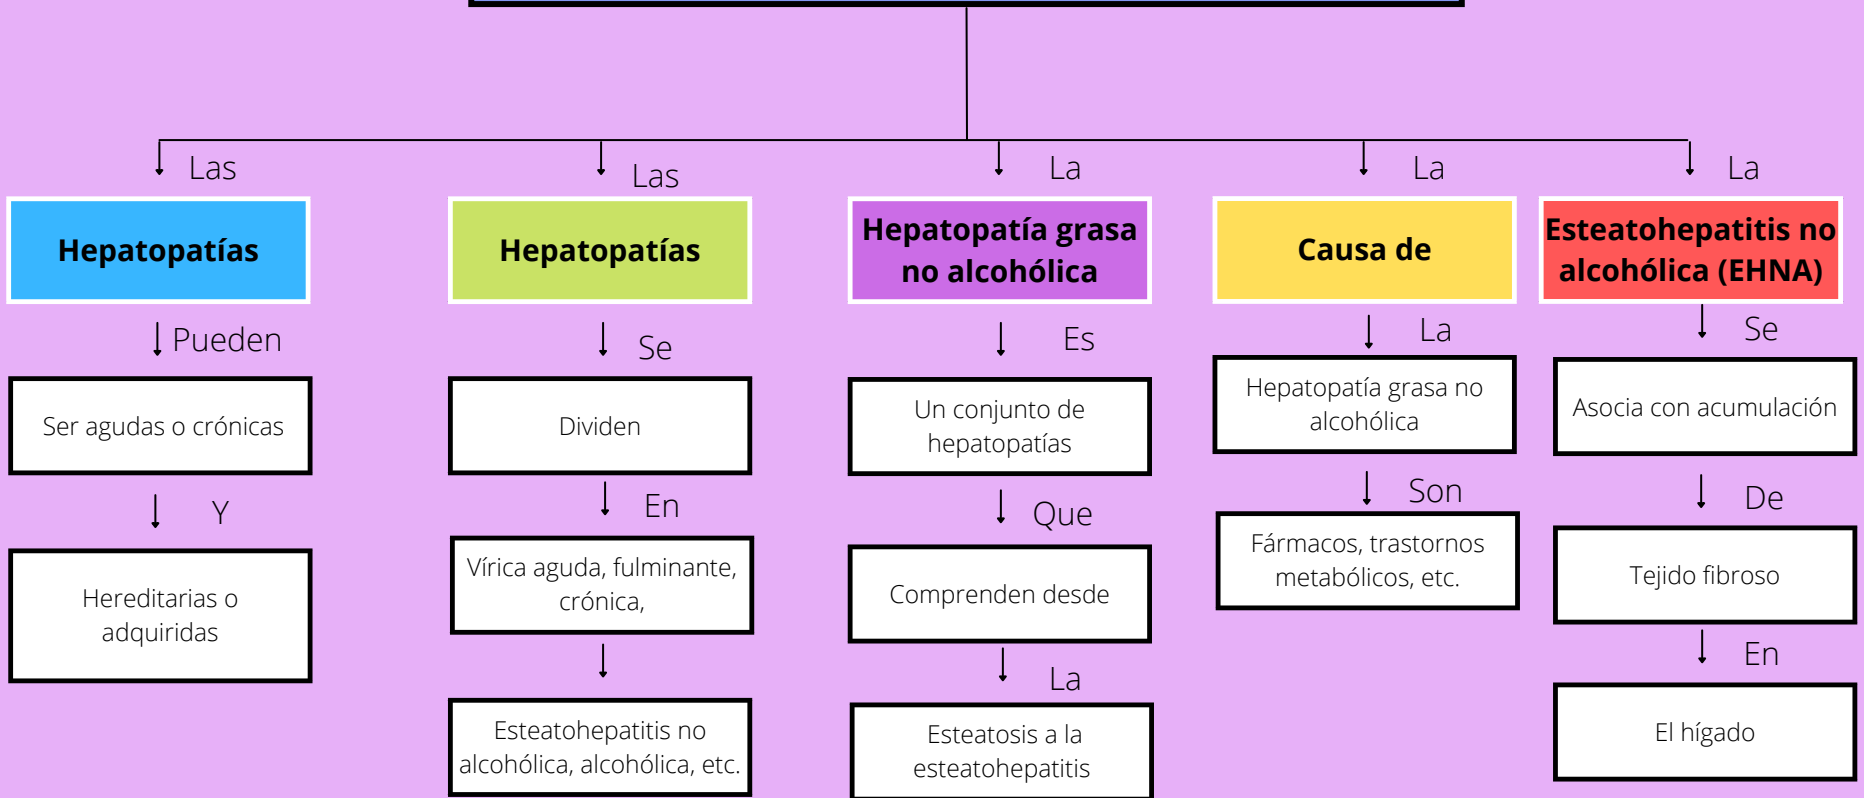 Las
Hepatopatías
Pueden
Ser agudas o crónicas
Y
Hereditarias o
adquiridas
Las
Hepatopatías
Se
Dividen
En
Vírica aguda, fulminante,
crónica,
Esteatohepatitis no
alcohólica, alcohólica, etc.
La
Hepatopatía grasa
no alcohólica
Es
Un conjunto de
hepatopatías
Que
Comprenden desde
La
Esteatosis a la
esteatohepatitis
La
Causa de
La
Hepatopatía grasa no
alcohólica
Son
Fármacos, trastornos
metabólicos, etc.
La
Esteatohepatitis no
alcohólica (EHNA)
Se
Asocia con acumulación
De
Tejido fibroso
En
El hígado